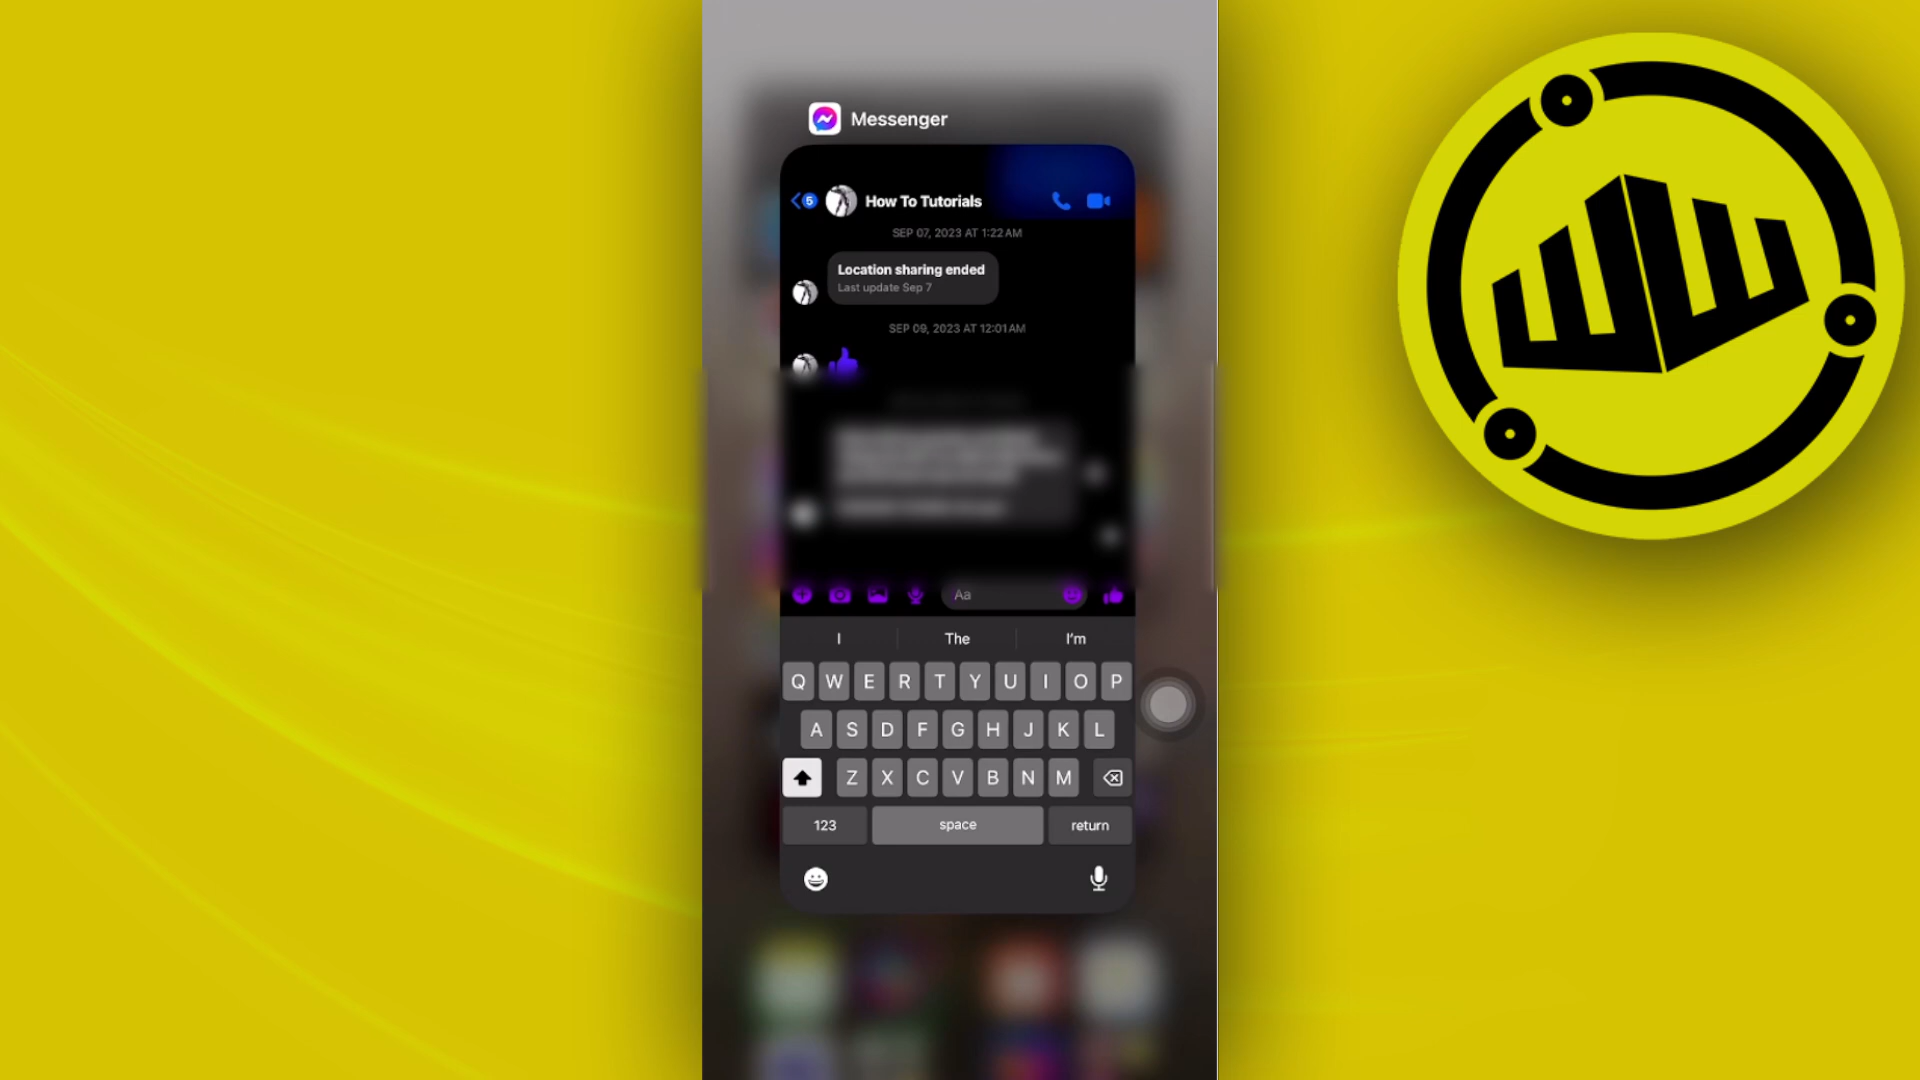 Messenger
5 How To Tutorials
SEP 07, 2023 AT 1:22 AM
Location sharing ended
Last update Sep 7
SEP 09, 2023 AT 12:01 AM
Aa
I The I'm
Q W E R T Y U I O P
A S D F G H J K L
Z X C V B N M
123 space return